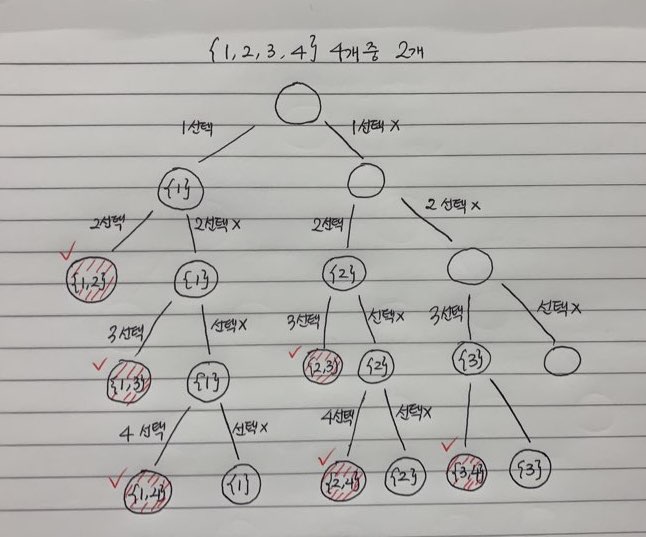 {1,2,3,4} 4개중 2개
1선택 1선택 x
{1}
2선택 2선택x 2선택 2 선택x
{1,2} {1} {2}
3선택 선택x 3선택 선택x 3선택 선택x
{1,3} {1} {2,3} {2} {3}
4 선택 선택x 4선택 선택x
{1,4} {1} {2,4} {2} {3,4} {3}